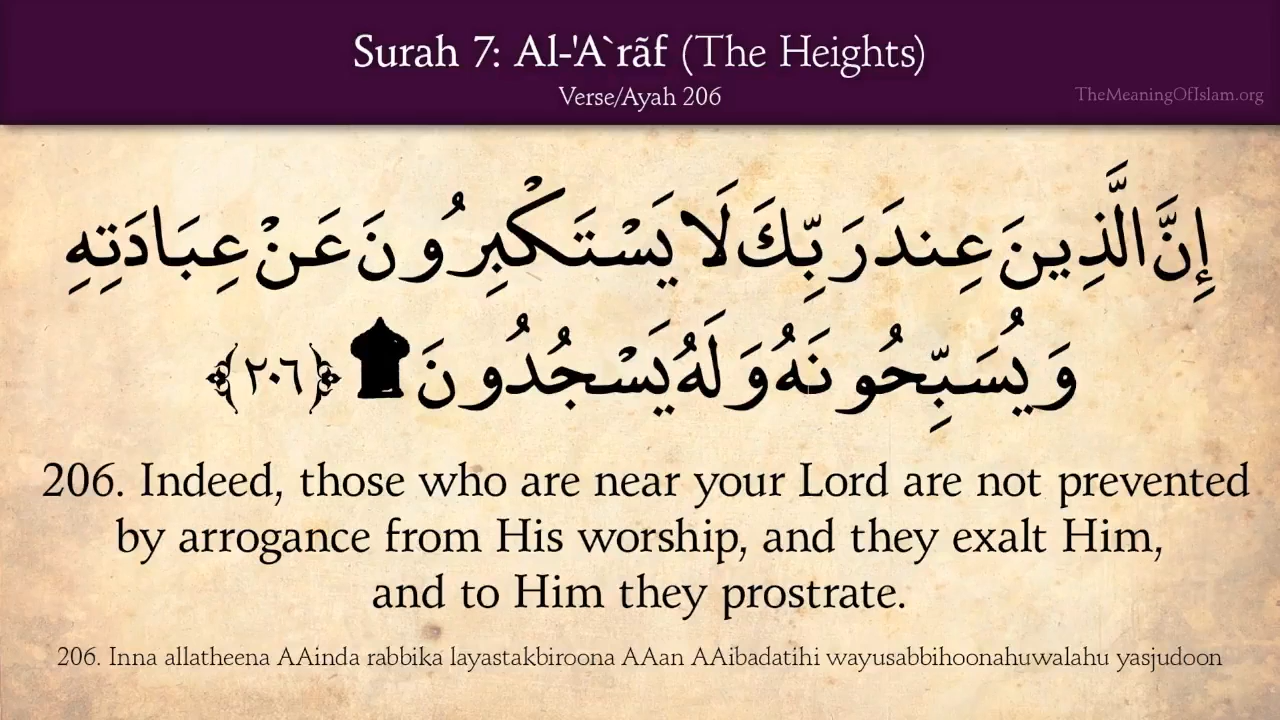 Surah 7: Al-'A`rãf (The Heights)
Verse/Ayah 206
TheMeaningOfIslam.org
إِنَّ الَّذِينَ عِندَ رَبِّكَ لَا يَسْتَكْبِرُونَ عَنْ عِبَادَتِهِ
وَيُسَبِّحُونَهُ وَلَهُ يَسْجُدُونَ ۩ ﴿٢٠٦﴾
206. Indeed, those who are near your Lord are not prevented
by arrogance from His worship, and they exalt Him,
and to Him they prostrate.
206. Inna allatheena AAinda rabbika layastakbiroona AAan AAibadatihi wayusabbihoonahuwalahu yasjudoon